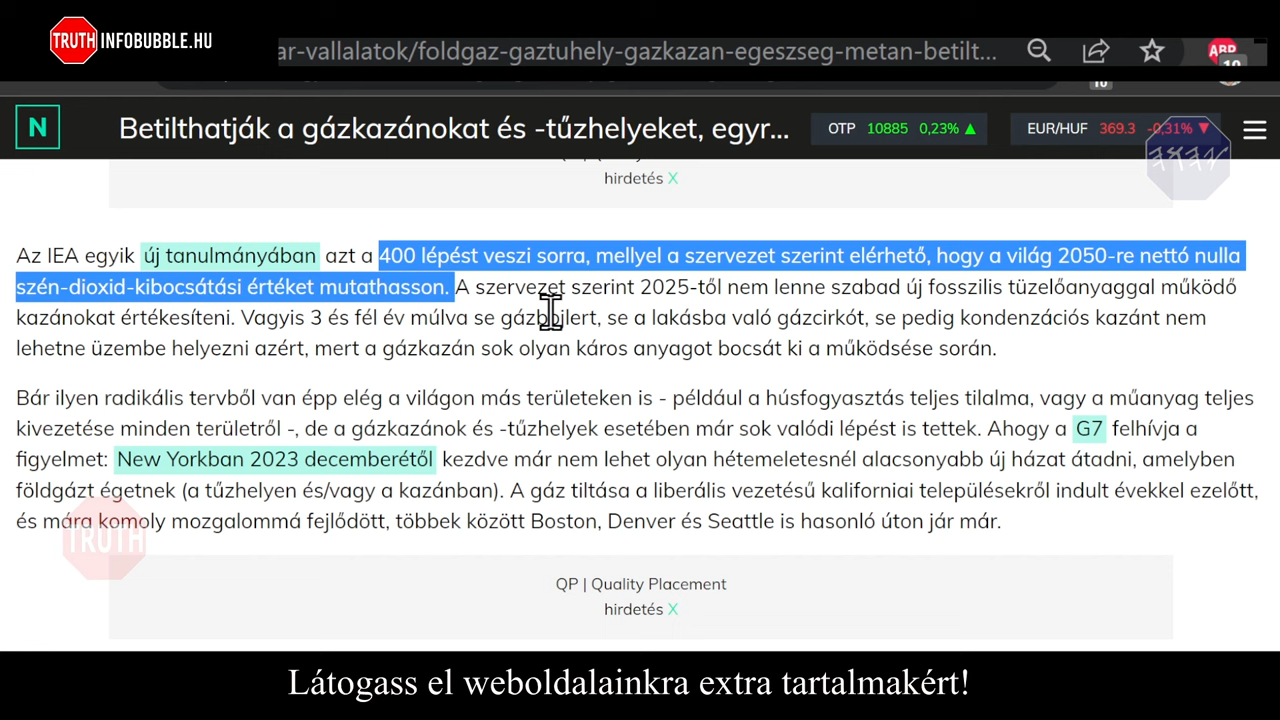 TRUTH INFOBUBBLE.HU
ar-vallalatok/foldgaz-gaztuhely-gazkazan-egeszseg-metan-betilt...
ABP
10
N
Betilthatják a gázkazánokat és -tűzhelyeket, egyr...
OTP 10885 0,23% ▲
EUR/HUF 369.3 -0,31% ▼
hirdetés X
Az IEA egyik új tanulmányában azt a 400 lépést veszi sorra, mellyel a szervezet szerint elérhető, hogy a világ 2050-re nettó nulla
szén-dioxid-kibocsátási értéket mutathasson. A szervezet szerint 2025-től nem lenne szabad új fosszilis tüzelőanyaggal működő
kazánokat értékesíteni. Vagyis 3 és fél év múlva se gázbojlert, se a lakásba való gázcirkót, se pedig kondenzációs kazánt nem
lehetne üzembe helyezni azért, mert a gázkazán sok olyan káros anyagot bocsát ki a működsése során.
Bár ilyen radikális tervből van épp elég a világon más területeken is - például a húsfogyasztás teljes tilalma, vagy a műanyag teljes
kivezetése minden területről -, de a gázkazánok és -tűzhelyek esetében már sok valódi lépést is tettek. Ahogy a G7 felhívja a
figyelmet: New Yorkban 2023 decemberétől kezdve már nem lehet olyan hétemeletesnél alacsonyabb új házat átadni, amelyben
földgázt égetnek (a tűzhelyen és/vagy a kazánban). A gáz tiltása a liberális vezetésű kaliforniai településekről indult évekkel ezelőtt,
és mára komoly mozgalommá fejlődött, többek között Boston, Denver és Seattle is hasonló úton jár már.
TRUTH
QP | Quality Placement
hirdetés X
Látogass el weboldalainkra extra tartalmakért!